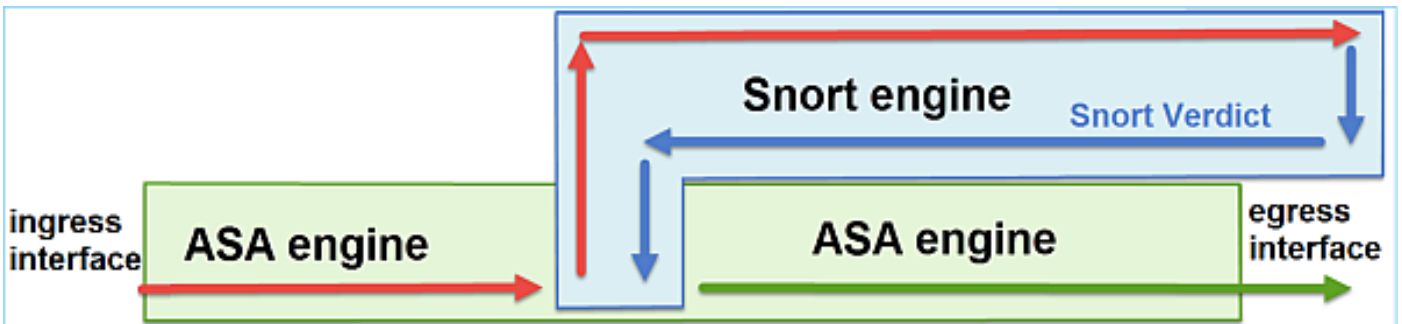 Snort engine
Snort Verdict
ingress
interface
ASA engine
ASA engine
egress
interface